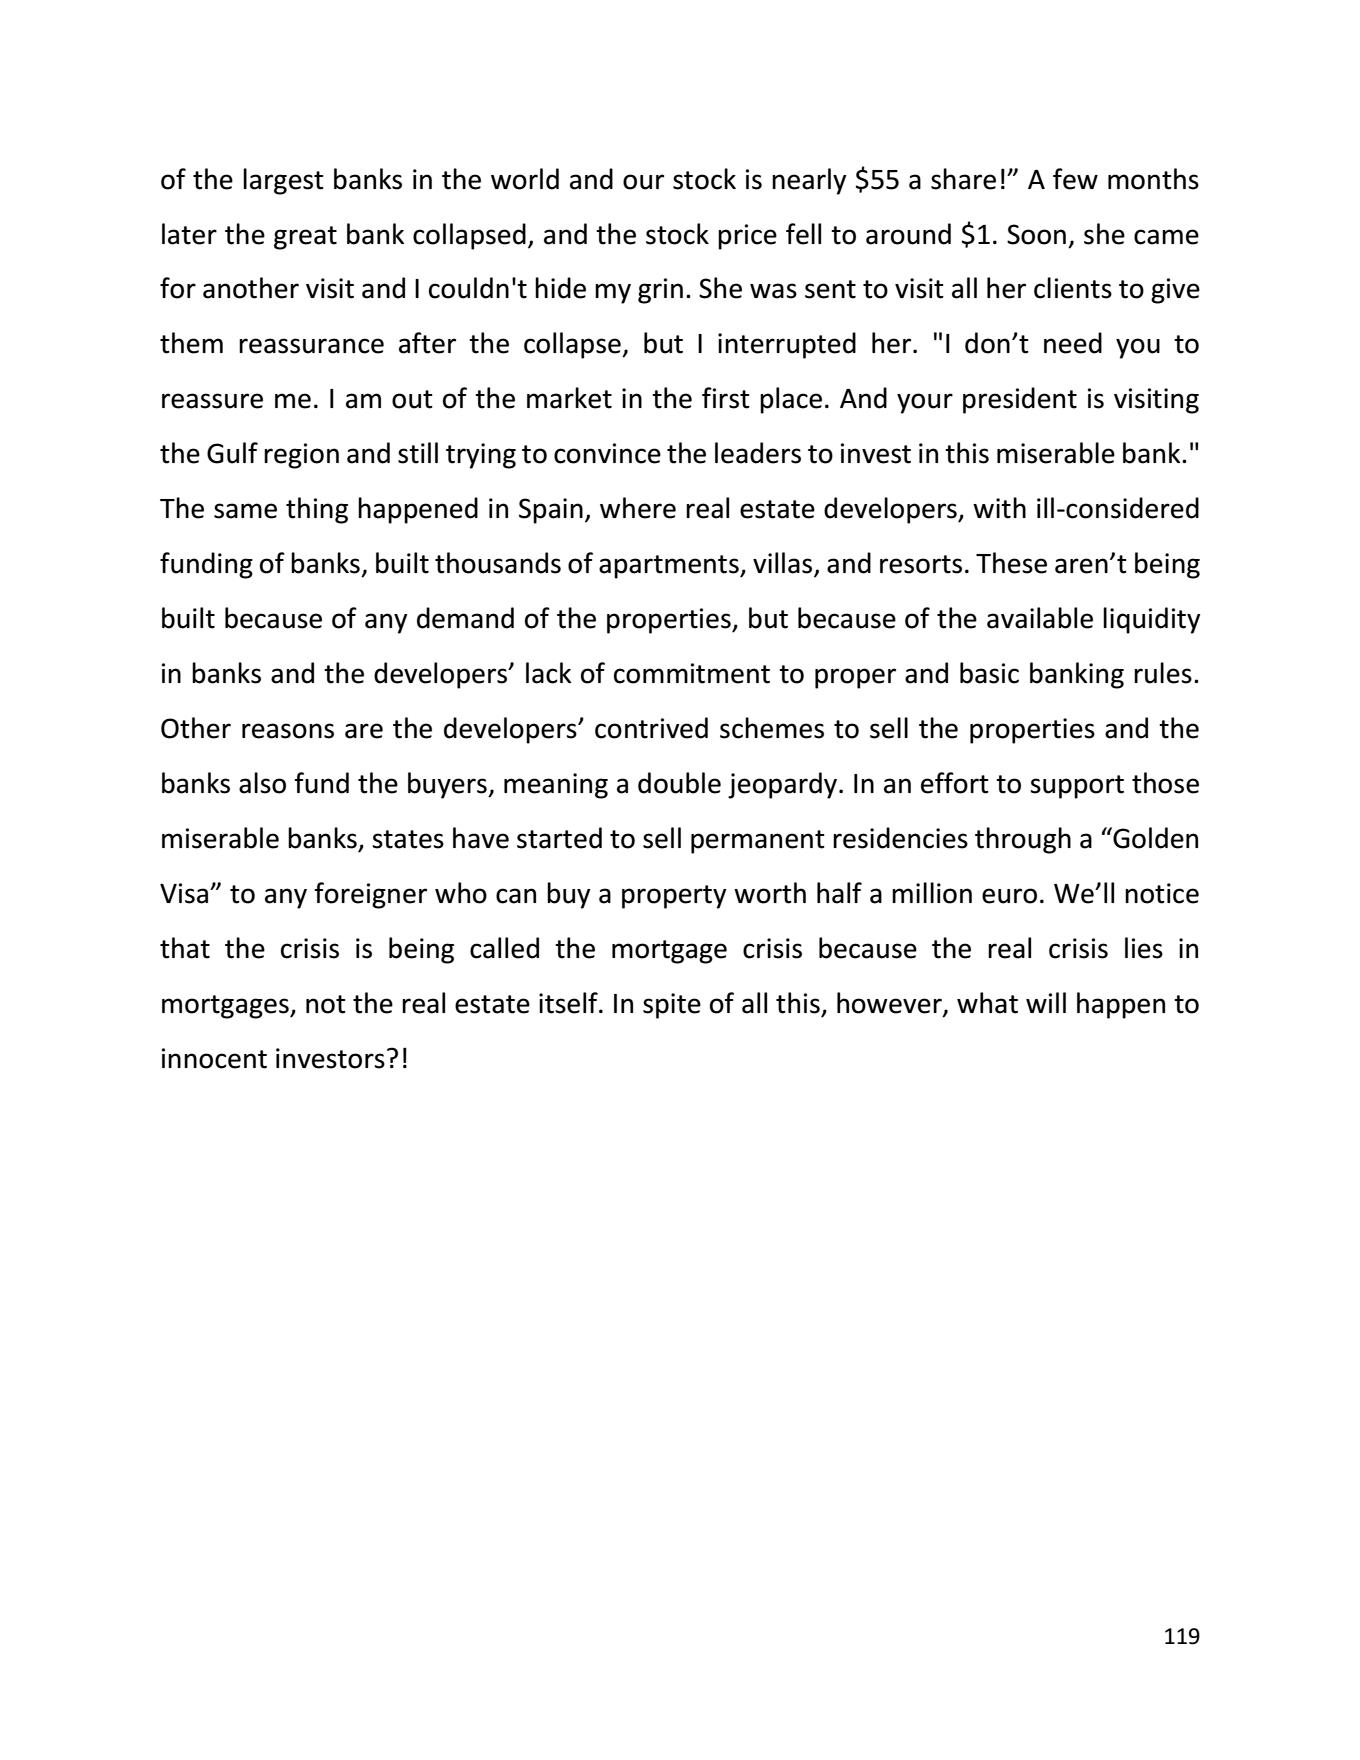 of the largest banks in the world and our stock is nearly $55 a share!” A few months
later the great bank collapsed, and the stock price fell to around $1. Soon, she came
for another visit and I couldn't hide my grin. She was sent to visit all her clients to give
them reassurance after the collapse, but I interrupted her. "I don’t need you to
reassure me. I am out of the market in the first place. And your president is visiting
the Gulf region and still trying to convince the leaders to invest in this miserable bank."
The same thing happened in Spain, where real estate developers, with ill-considered
funding of banks, built thousands of apartments, villas, and resorts. These aren’t being
built because of any demand of the properties, but because of the available liquidity
in banks and the developers’ lack of commitment to proper and basic banking rules.
Other reasons are the developers’ contrived schemes to sell the properties and the
banks also fund the buyers, meaning a double jeopardy. In an effort to support those
miserable banks, states have started to sell permanent residencies through a “Golden
Visa” to any foreigner who can buy a property worth half a million euro. We’ll notice
that the crisis is being called the mortgage crisis because the real crisis lies in
mortgages, not the real estate itself. In spite of all this, however, what will happen to
innocent investors?!
119